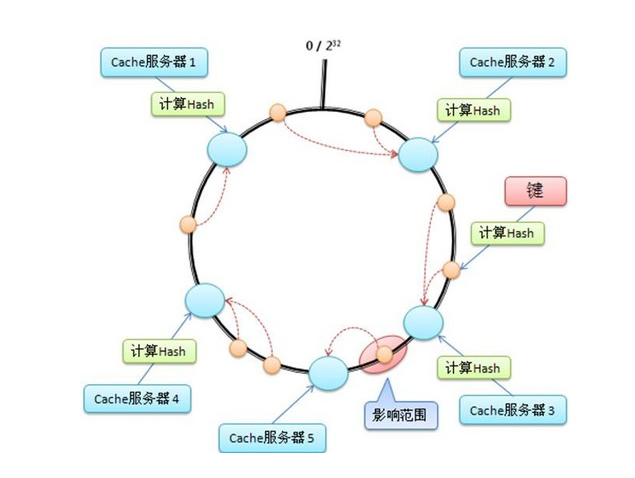 0 / 2³²
Cache服务器 1
Cache服务器 2
计算Hash
计算Hash
键
计算Hash
计算Hash
计算Hash
Cache服务器 4
影响范围
Cache服务器 3
Cache服务器 5